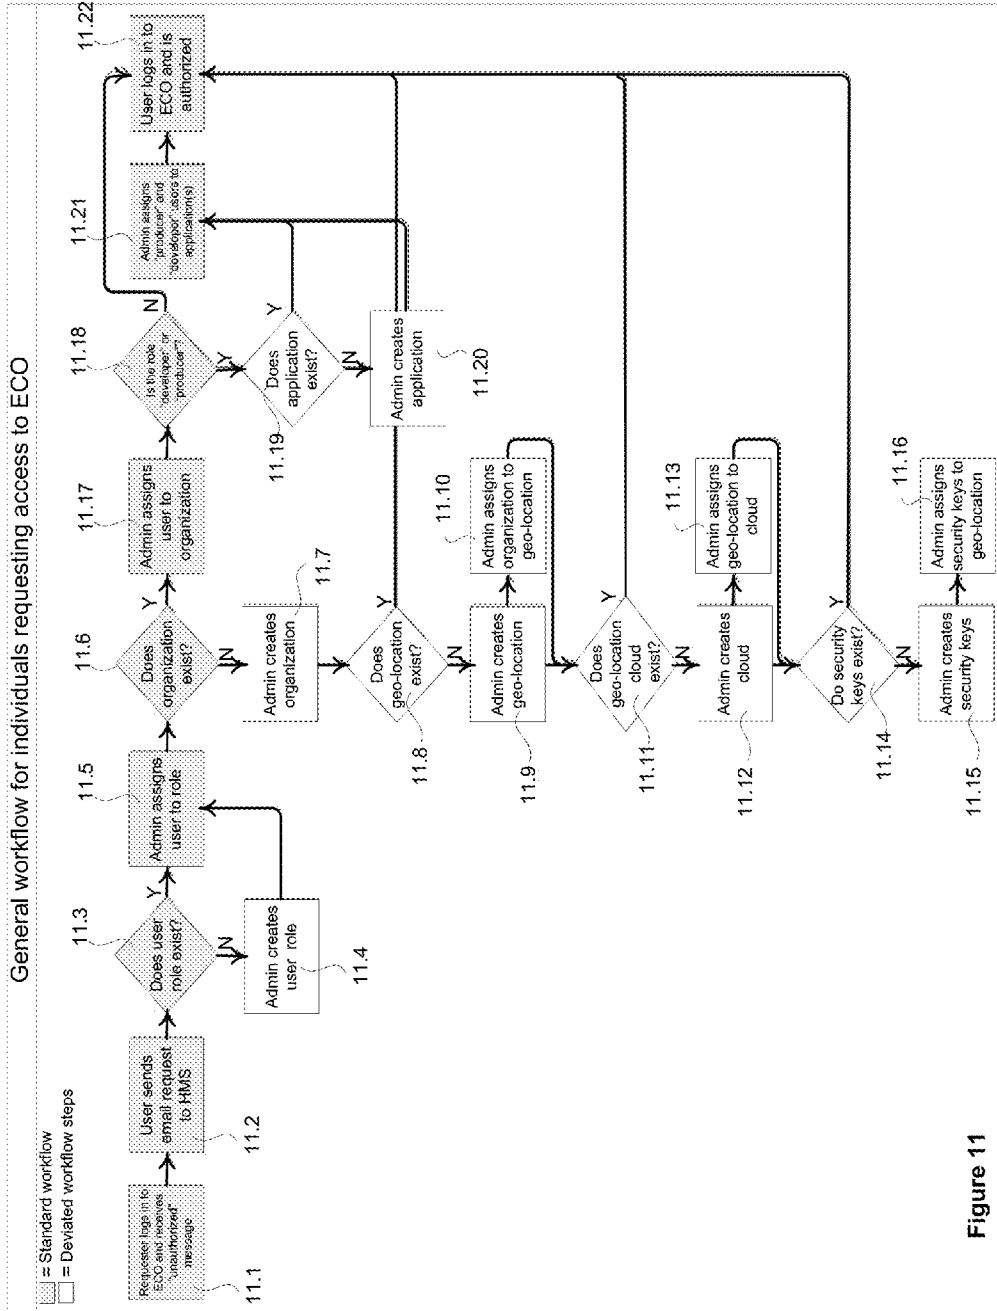 General workflow for individuals requesting access to ECO
= Standard workflow
= Deviated workflow steps
Requester logs in to
ECO and receives
"unauthorized"
message
11.1
User sends
email request
to HMS
11.2
Does user
role exist?
11.3
Y
N
Admin creates
user role
11.4
Admin assigns
user to role
11.5
Does
organization
exist?
11.6
Y
N
Admin creates
organization
11.7
Does
geo-location
exist?
11.8
Y
N
Admin creates
geo-location
11.9
Admin assigns
organization to
geo-location
11.10
Does
geo-location
cloud exist?
11.11
Y
N
Admin creates
cloud
11.12
Admin assigns
geo-location to
cloud
11.13
Do security
keys exist?
11.14
Y
N
Admin creates
security keys
11.15
Admin assigns
security keys to
geo-location
11.16
Admin assigns
user to
organization
11.17
Is the role
"developer" or
"producer"?
11.18
N
Y
Does
application
exist?
11.19
Y
N
Admin creates
application
11.20
Admin assigns
"producer" and
"developer" users to
application(s)
11.21
User logs in to
ECO and is
authorized
11.22
Figure 11